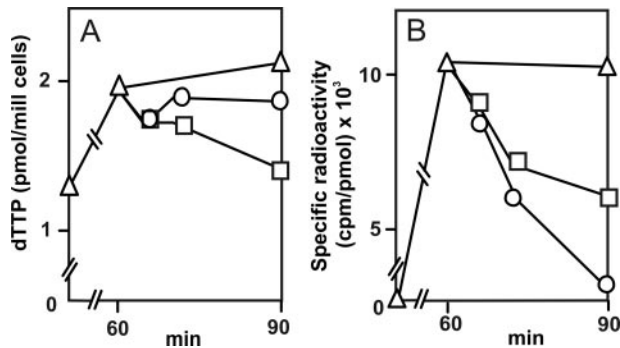 A
dTTP (pmol/mill cells)
2
1
0
60
90
min
B
Specific radioactivity
(cpm/pmol) x 10³
10
5
0
60
90
min